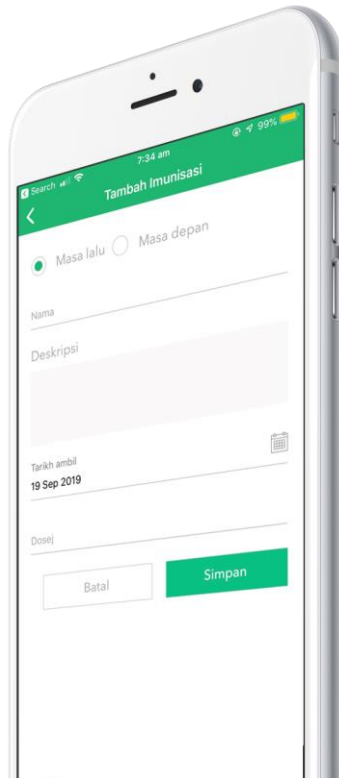 Search 7:34 am 99%
Tambah Imunisasi
Masa lalu Masa depan
Nama
Deskripsi
Tarikh ambil
19 Sep 2019
Dosej
Batal Simpan